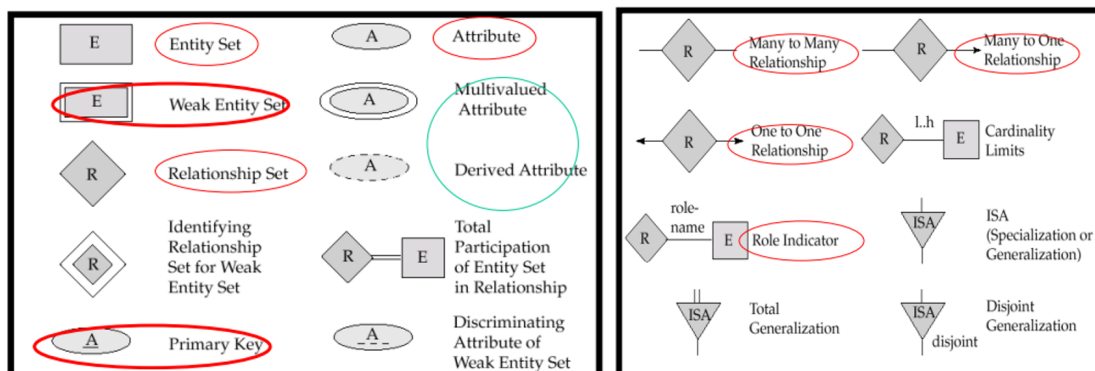 E
Entity Set
A
Attribute
E
Weak Entity Set
A
Multivalued
Attribute
R
Relationship Set
A
Derived Attribute
R
Identifying
Relationship
Set for Weak
Entity Set
R
E
Total
Participation
of Entity Set
in Relationship
A
Primary Key
A
Discriminating
Attribute of
Weak Entity Set
R
Many to Many
Relationship
R
Many to One
Relationship
R
One to One
Relationship
R
l..h
E
Cardinality
Limits
R
role-
name
E
Role Indicator
ISA
ISA
(Specialization or
Generalization)
ISA
Total
Generalization
ISA
disjoint
Disjoint
Generalization